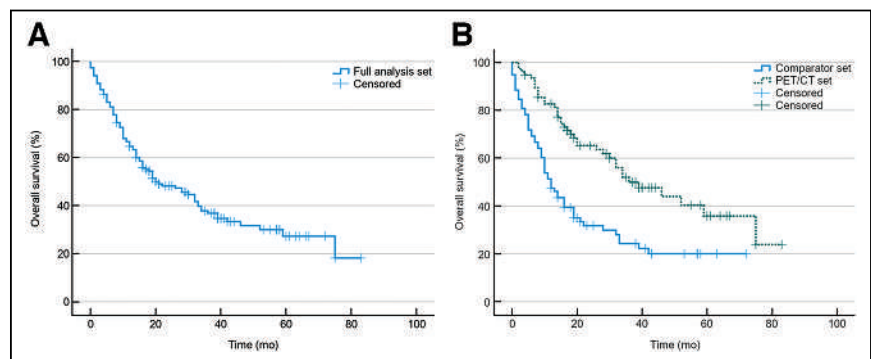 A
B
Full analysis set
Censored
Comparator set
PET/CT set
Censored
Censored
Overall survival (%)
100
80
60
40
20
0
0 20 40 60 80 100
Time (mo)
Overall survival (%)
100
80
60
40
20
0
0 20 40 60 80 100
Time (mo)